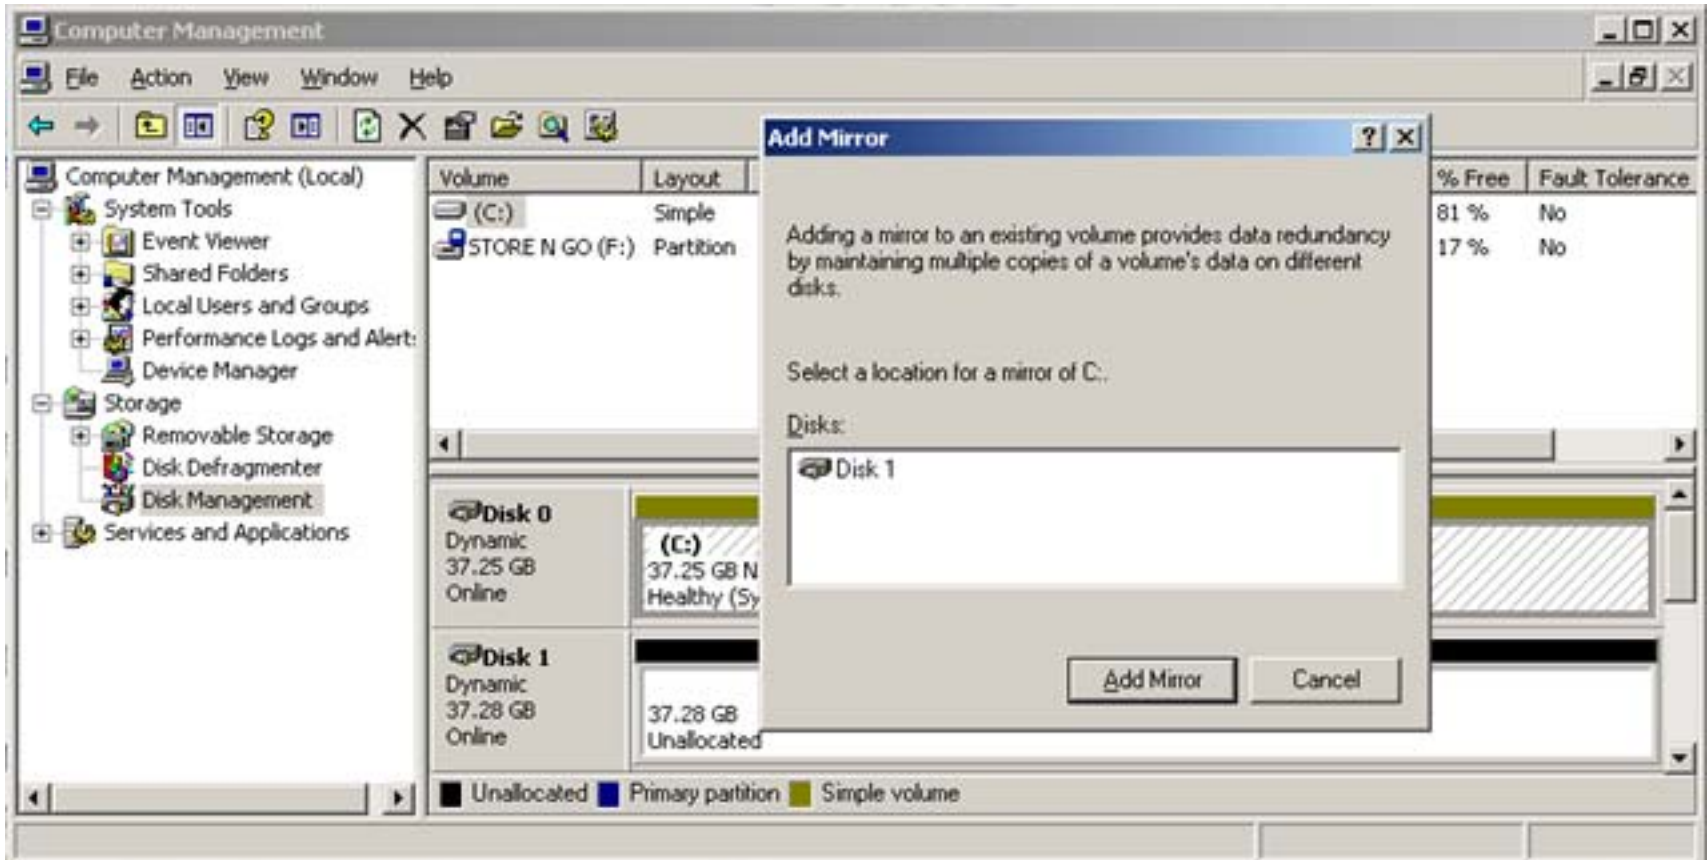 Computer Management
File Action View Window Help
Computer Management (Local)
System Tools
Event Viewer
Shared Folders
Local Users and Groups
Performance Logs and Alert
Device Manager
Storage
Removable Storage
Disk Defragmenter
Disk Management
Services and Applications
Volume Layout % Free Fault Tolerance
(C:) Simple 81 % No
STORE N GO (F:) Partition 17 % No
Disk 0
Dynamic
37.25 GB
Online
(C:)
37.25 GB N
Healthy (Sy
Disk 1
Dynamic
37.28 GB
Online
37.28 GB
Unallocated
Unallocated Primary partition Simple volume
Add Mirror
Adding a mirror to an existing volume provides data redundancy
by maintaining multiple copies of a volume's data on different
disks.
Select a location for a mirror of C:.
Disks:
Disk 1
Add Mirror Cancel